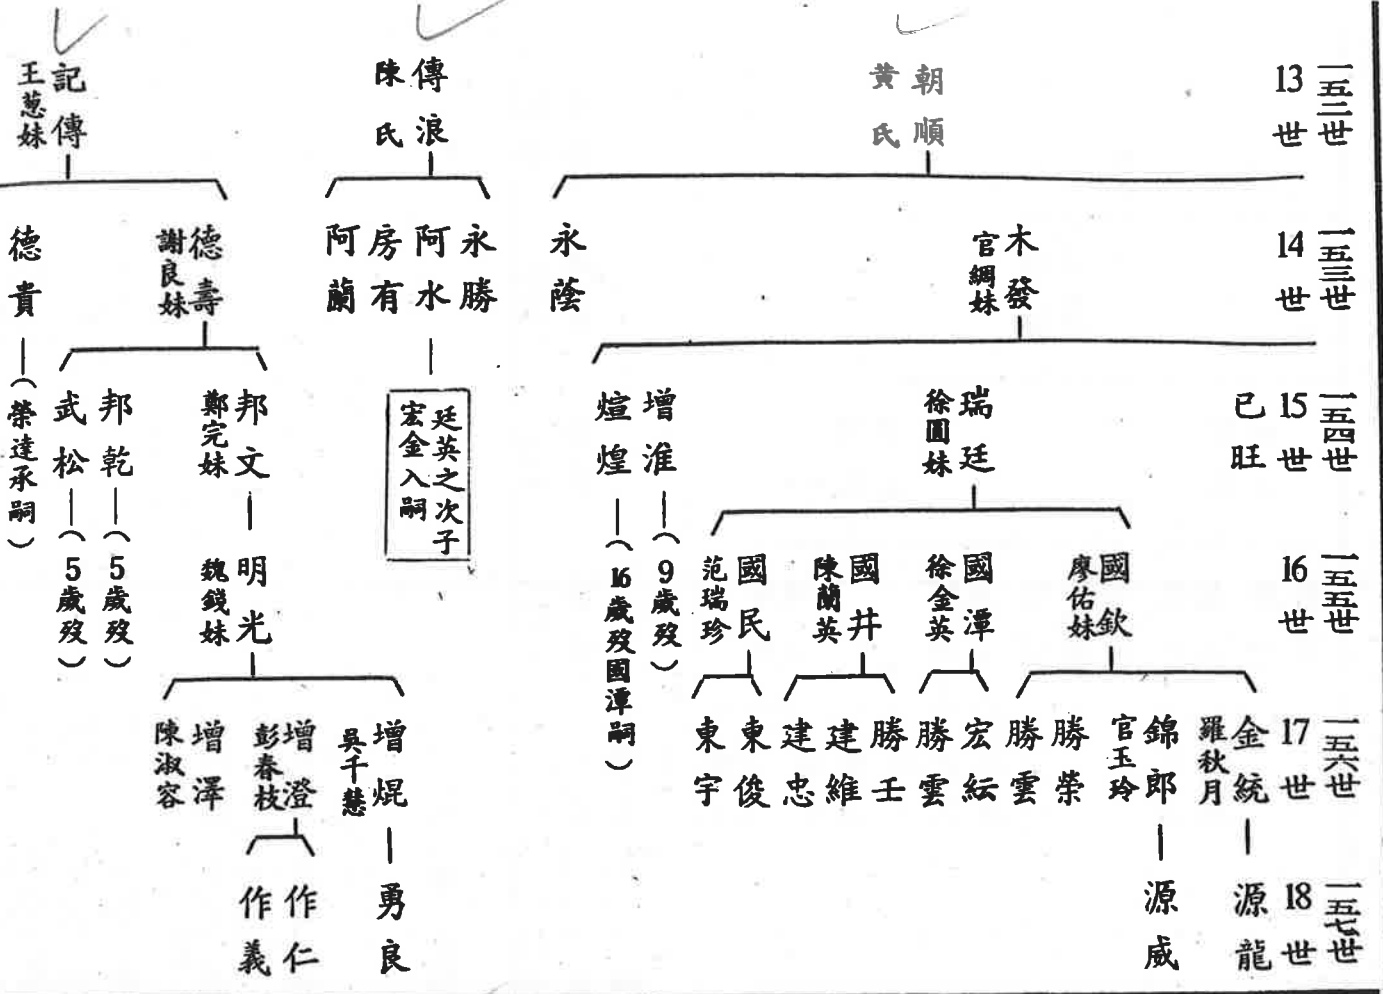 一五二世
13世
朝順
黃氏
傳浪
陳氏
記傳
王葱妹
一五三世
14世
木發
官綢妹
永蔭
永勝
阿水
房有
阿蘭
德壽
謝良妹
德貴
一五四世
15世
已旺
瑞廷
徐圓妹
增淮
煊煌
廷英之次子
宏金入嗣
邦文
鄭完妹
邦乾
武松
(榮達承嗣)
一五五世
16世
國欽
廖佑妹
國潭
徐金英
國井
陳蘭英
國民
范瑞珍
(9歲歿)
(16歲歿國潭嗣)
明光
魏錢妹
(5歲歿)
(5歲歿)
一五六世
17世
金統
羅秋月
錦郎
官玉玲
勝榮
勝雲
宏紜
勝雲
勝壬
建維
建忠
東俊
東宇
增焜
吳千慧
增澄
彭春枝
增澤
陳淑容
一五七世
18世
源龍
源威
勇良
作仁
作義